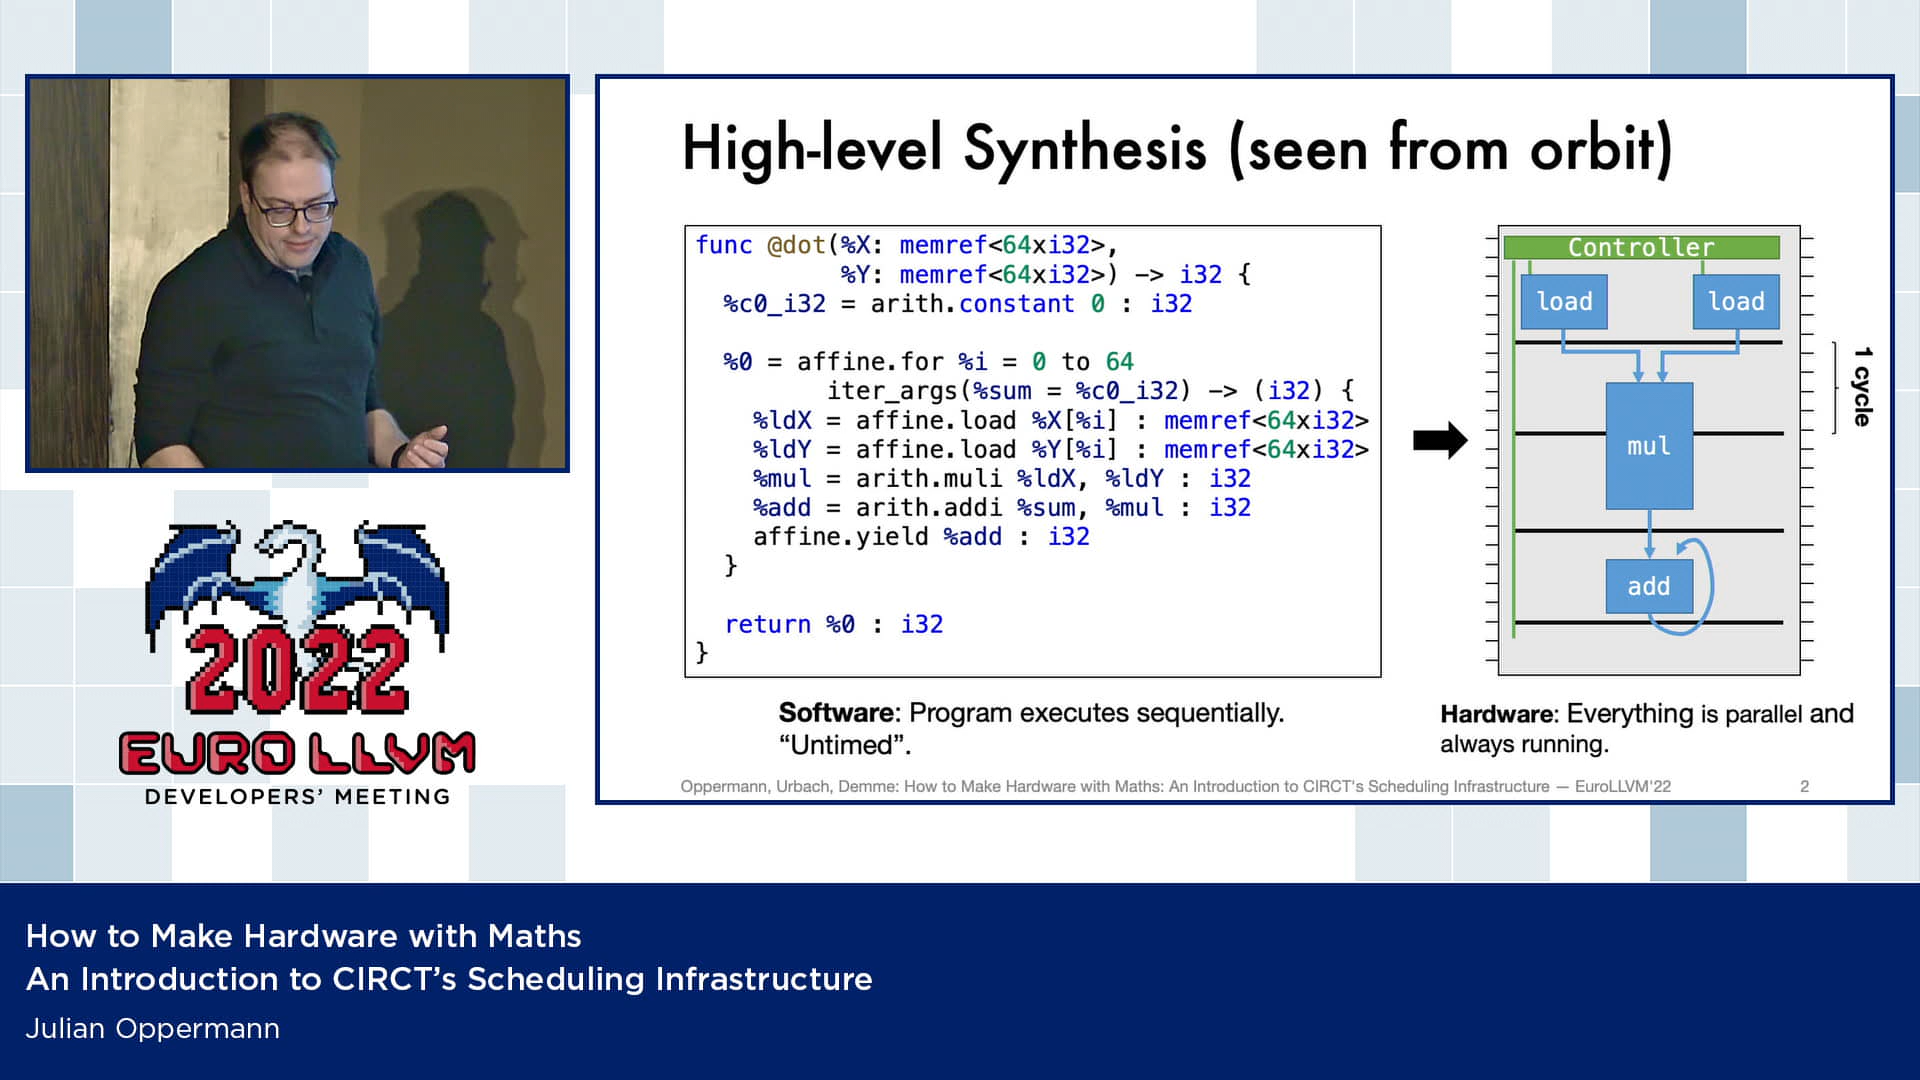 High-level Synthesis (seen from orbit)
func @dot(%X: memref<64xi32>,
%Y: memref<64xi32>) -> i32 {
%c0_i32 = arith.constant 0 : i32
%0 = affine.for %i = 0 to 64
iter_args(%sum = %c0_i32) -> (i32) {
%ldX = affine.load %X[%i] : memref<64xi32>
%ldY = affine.load %Y[%i] : memref<64xi32>
%mul = arith.muli %ldX, %ldY : i32
%add = arith.addi %sum, %mul : i32
affine.yield %add : i32
}
return %0 : i32
}
Controller
load
load
mul
add
1 cycle
Software: Program executes sequentially.
“Untimed”.
Hardware: Everything is parallel and
always running.
Oppermann, Urbach, Demme: How to Make Hardware with Maths: An Introduction to CIRCT's Scheduling Infrastructure — EuroLLVM'22
2
2022
EURO LLVM
DEVELOPERS’ MEETING
How to Make Hardware with Maths
An Introduction to CIRCT’s Scheduling Infrastructure
Julian Oppermann